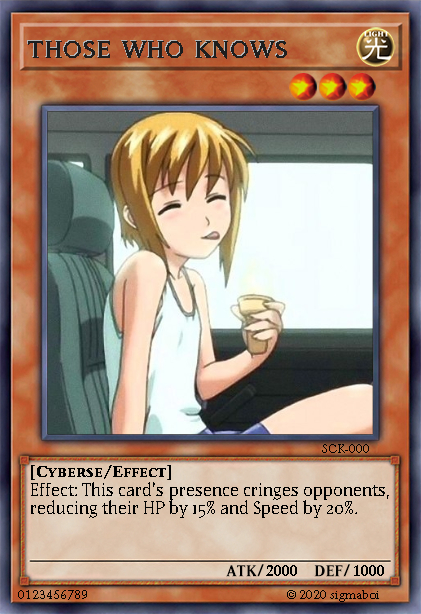 THOSE WHO KNOWS
LIGHT
光
SCK-000
[CYBERSE/EFFECT]
Effect: This card's presence cringes opponents,
reducing their HP by 15% and Speed by 20%.
ATK/2000 DEF/1000
0123456789 © 2020 sigmaboi